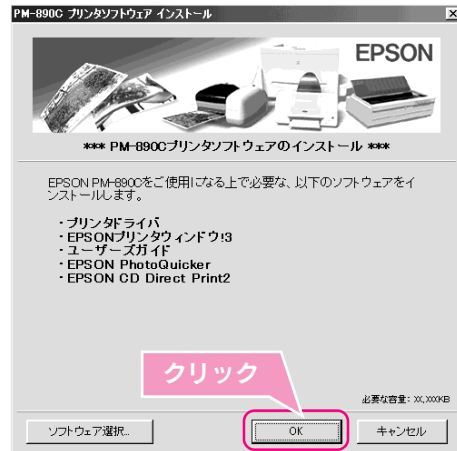 PM-890C プリンタソフトウェア インストール
EPSON
*** PM-890Cプリンタソフトウェアのインストール ***
EPSON PM-890Cをご使用になる上で必要な、以下のソフトウェアをイ
ンストールします。
・プリンタドライバ
・EPSONプリンタウィンドウ!3
・ユーザーズガイド
・EPSON PhotoQuicker
・EPSON CD Direct Print2
クリック
必要な容量: XX,XXXKB
ソフトウェア選択...
OK
キャンセル